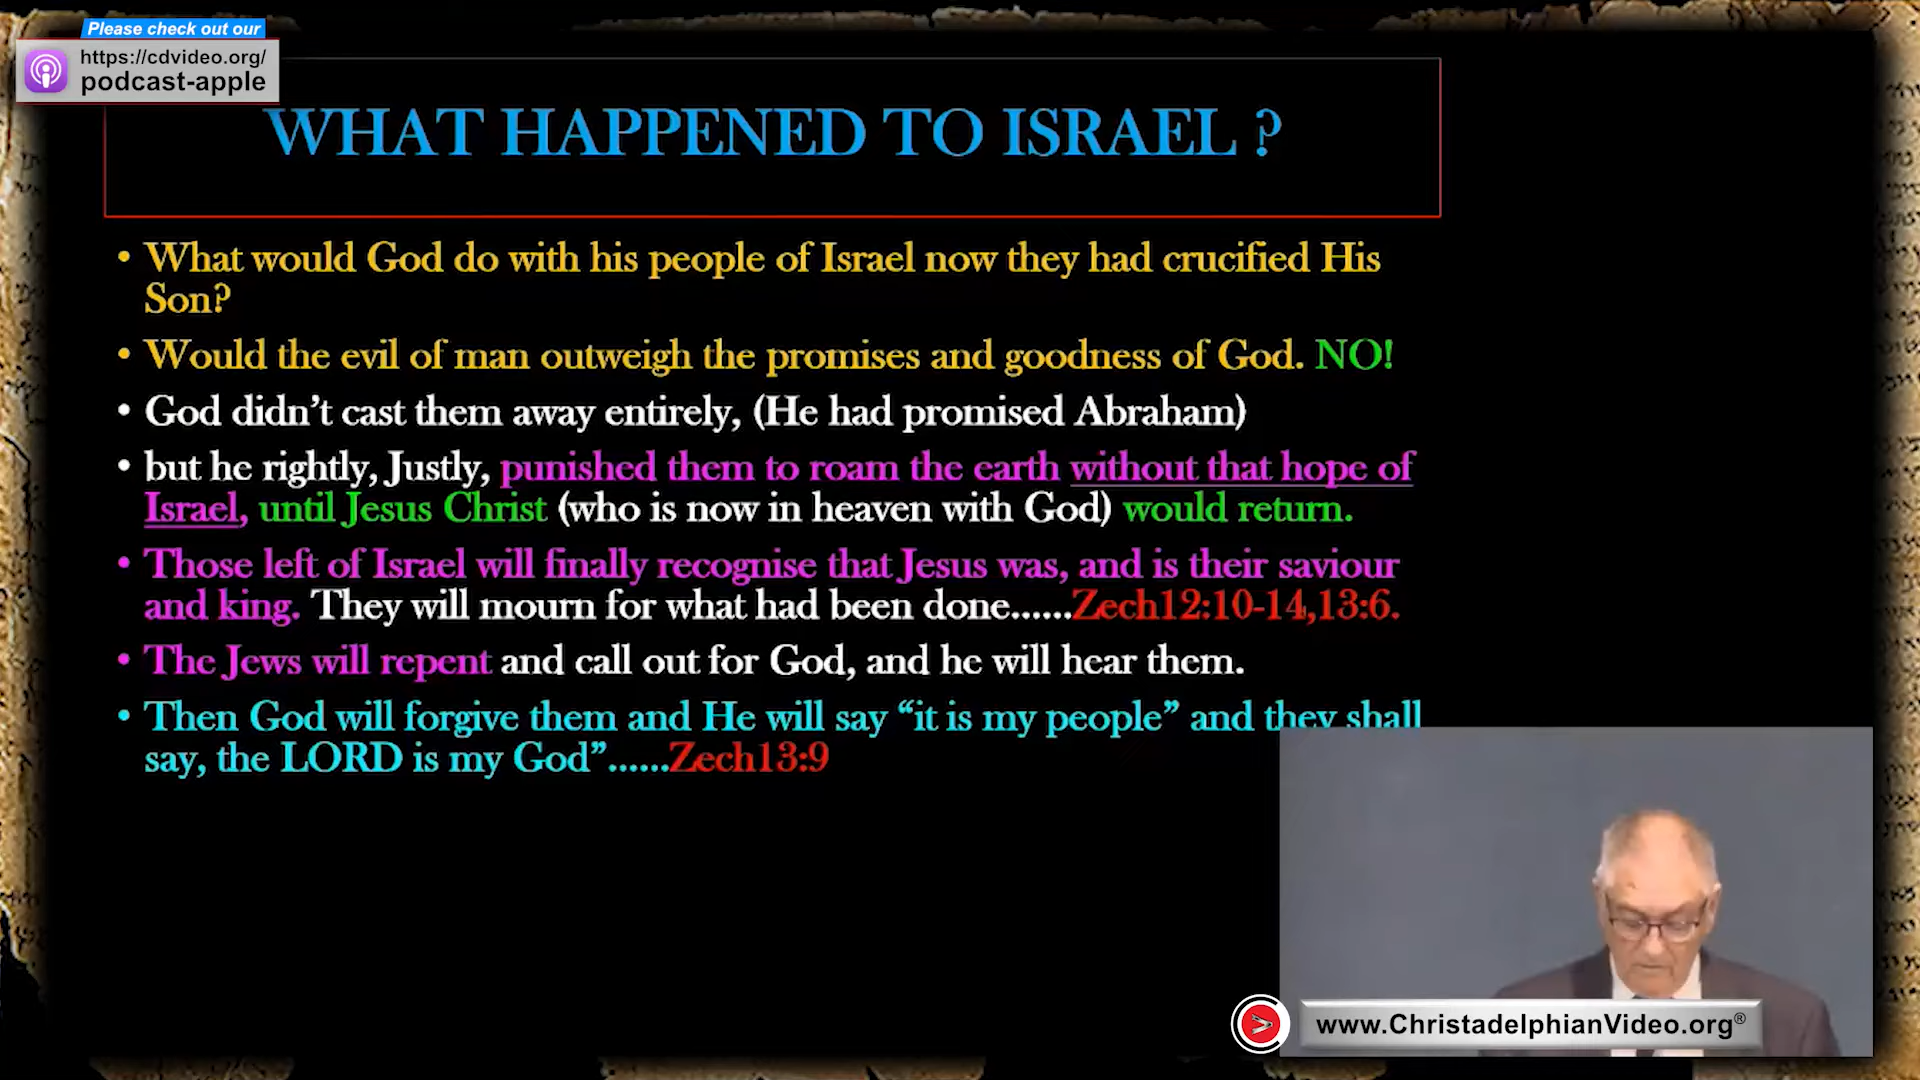 Please check out our
https://cdvideo.org/
podcast-apple
WHAT HAPPENED TO ISRAEL ?
• What would God do with his people of Israel now they had crucified His
Son?
• Would the evil of man outweigh the promises and goodness of God. NO!
• God didn’t cast them away entirely, (He had promised Abraham)
• but he rightly, Justly, punished them to roam the earth without that hope of
Israel, until Jesus Christ (who is now in heaven with God) would return.
• Those left of Israel will finally recognise that Jesus was, and is their saviour
and king. They will mourn for what had been done......Zech12:10-14,13:6.
• The Jews will repent and call out for God, and he will hear them.
• Then God will forgive them and He will say “it is my people” and they shall
say, the LORD is my God”......Zech13:9
www.ChristadelphianVideo.org®